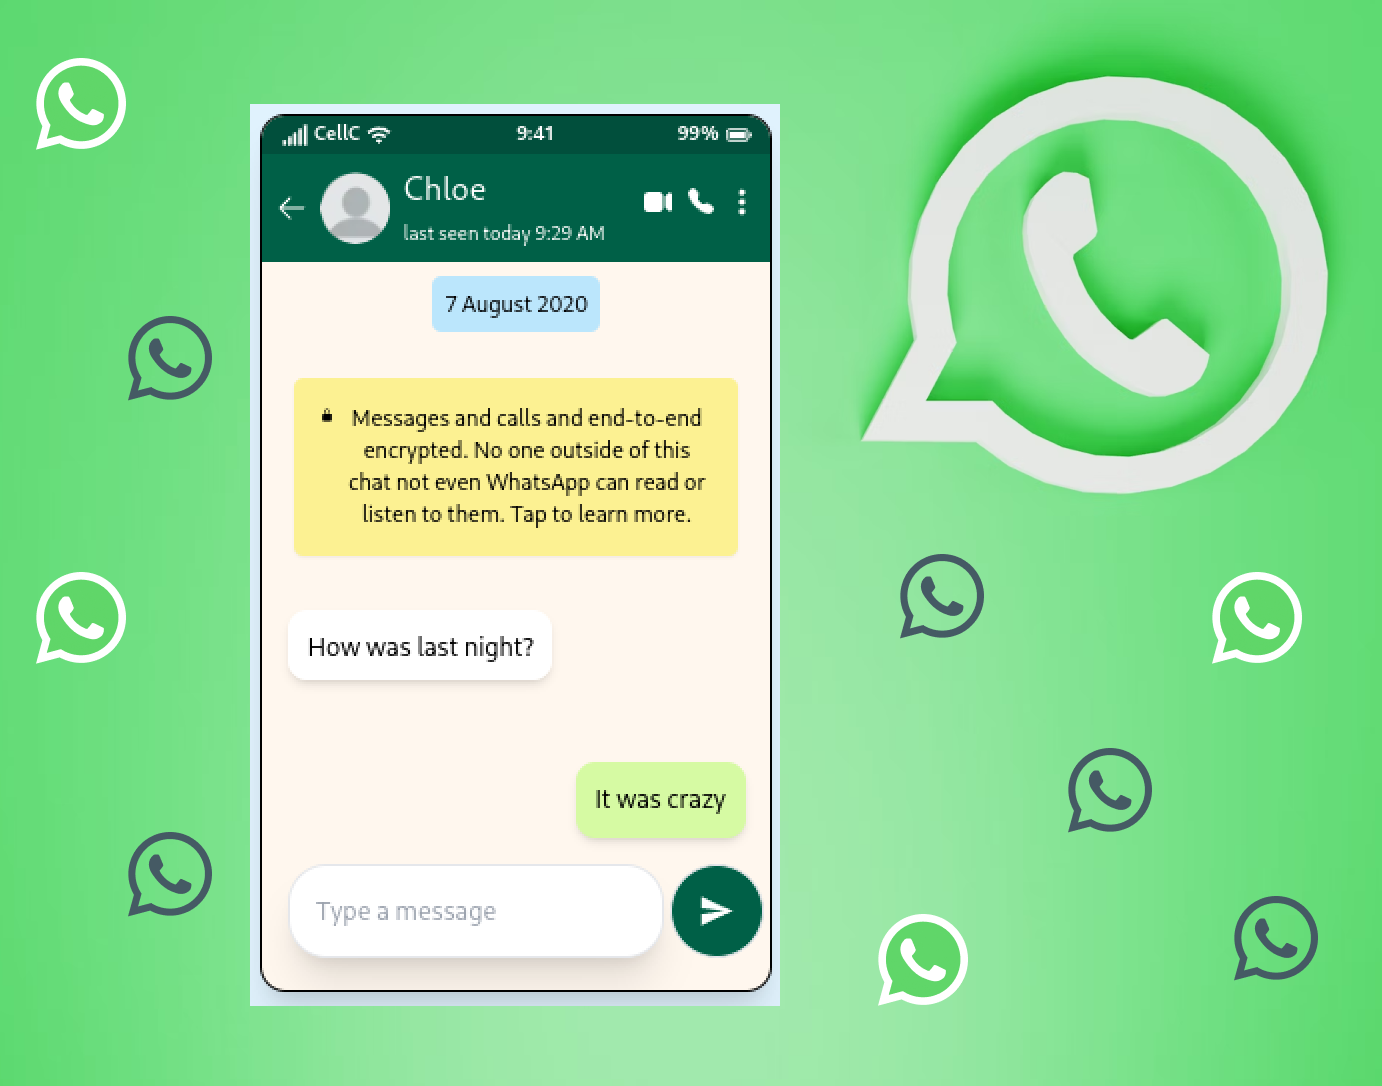 CellC 9:41 99%
Chloe
last seen today 9:29 AM
7 August 2020
Messages and calls and end-to-end
encrypted. No one outside of this
chat not even WhatsApp can read or
listen to them. Tap to learn more.
How was last night?
It was crazy
Type a message